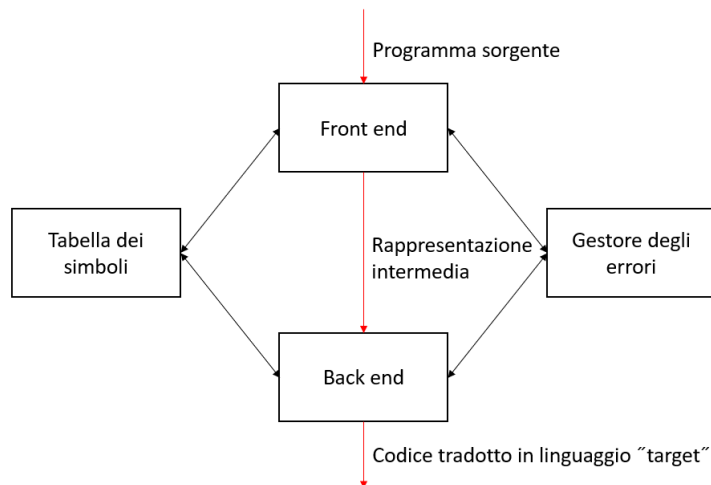 Programma sorgente
Front end
Tabella dei
simboli
Rappresentazione
intermedia
Gestore degli
errori
Back end
Codice tradotto in linguaggio ˝target˝